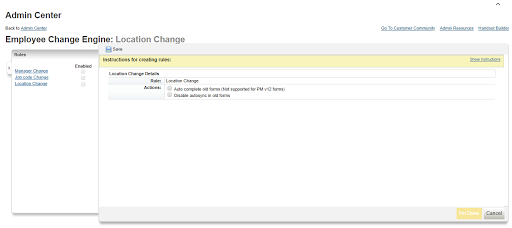 Admin Center
Back to Admin Center
Go To Customer Community
Admin Resources
Handout Builder
Employee Change Engine: Location Change
Rules
Enabled
Manager Change
Job code Change
Location Change
Save
Instructions for creating rules:
Show Instructions
Location Change Details
Rule: Location Change
Actions: Auto complete old forms (Not supported for PM v12 forms)
Disable autosync in old forms
Cancel